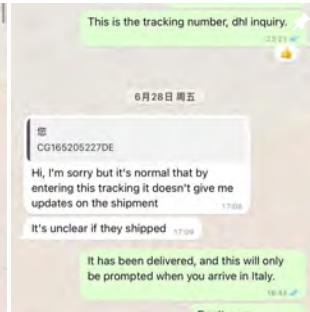 This is the tracking number, dhl inquiry.
23:21
6月28日 周五
您
CG165205227DE
Hi, I'm sorry but it's normal that by
entering this tracking it doesn't give me
updates on the shipment
17:08
It's unclear if they shipped 17:09
It has been delivered, and this will only
be prompted when you arrive in Italy.
18:43